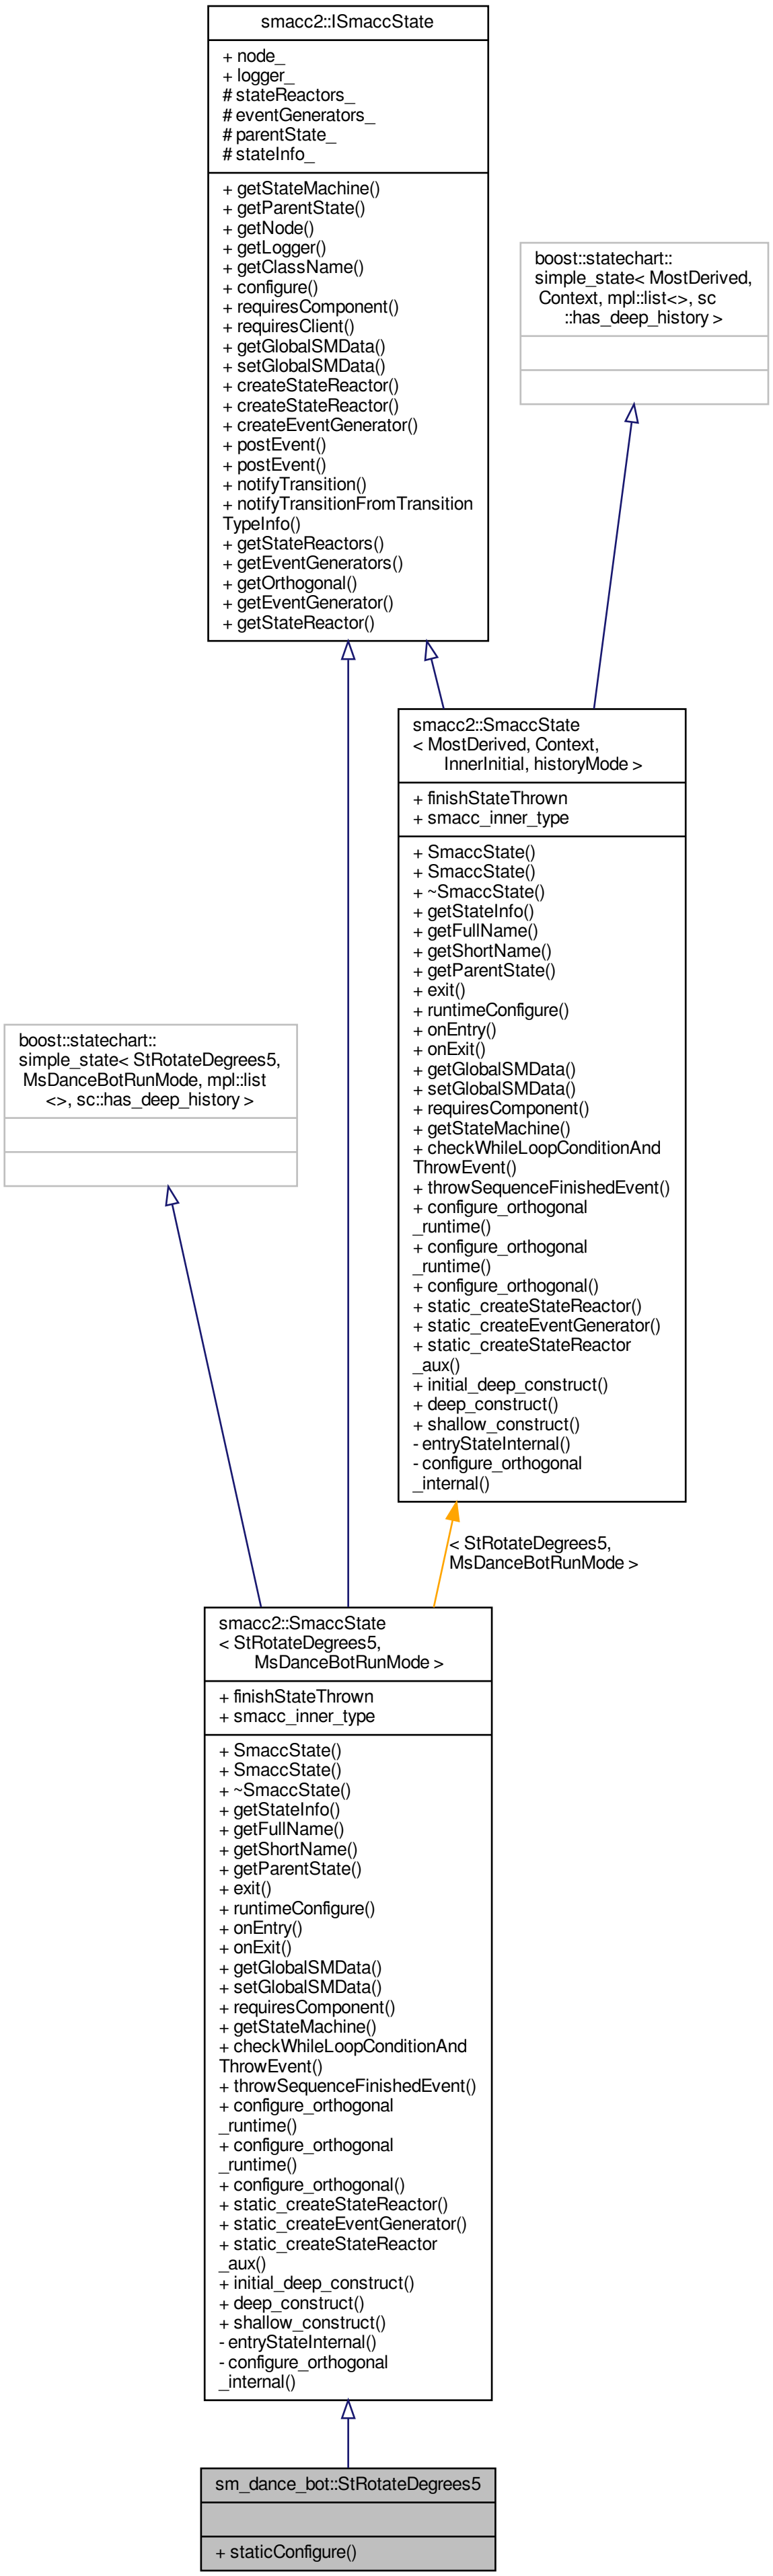 smacc2::ISmaccState
+ node_
+ logger_
# stateReactors_
# eventGenerators_
# parentState_
# stateInfo_
+ getStateMachine()
+ getParentState()
+ getNode()
+ getLogger()
+ getClassName()
+ configure()
+ requiresComponent()
+ requiresClient()
+ getGlobalSMData()
+ setGlobalSMData()
+ createStateReactor()
+ createStateReactor()
+ createEventGenerator()
+ postEvent()
+ postEvent()
+ notifyTransition()
+ notifyTransitionFromTransition
TypeInfo()
+ getStateReactors()
+ getEventGenerators()
+ getOrthogonal()
+ getEventGenerator()
+ getStateReactor()
boost::statechart::
simple_state< MostDerived,
Context, mpl::list<>, sc
::has_deep_history >
smacc2::SmaccState
< MostDerived, Context,
InnerInitial, historyMode >
+ finishStateThrown
+ smacc_inner_type
+ SmaccState()
+ SmaccState()
+ ~SmaccState()
+ getStateInfo()
+ getFullName()
+ getShortName()
+ getParentState()
+ exit()
+ runtimeConfigure()
+ onEntry()
+ onExit()
+ getGlobalSMData()
+ setGlobalSMData()
+ requiresComponent()
+ getStateMachine()
+ checkWhileLoopConditionAnd
ThrowEvent()
+ throwSequenceFinishedEvent()
+ configure_orthogonal
_runtime()
+ configure_orthogonal
_runtime()
+ configure_orthogonal()
+ static_createStateReactor()
+ static_createEventGenerator()
+ static_createStateReactor
_aux()
+ initial_deep_construct()
+ deep_construct()
+ shallow_construct()
- entryStateInternal()
- configure_orthogonal
_internal()
boost::statechart::
simple_state< StRotateDegrees5,
MsDanceBotRunMode, mpl::list
<>, sc::has_deep_history >
< StRotateDegrees5,
MsDanceBotRunMode >
smacc2::SmaccState
< StRotateDegrees5,
MsDanceBotRunMode >
+ finishStateThrown
+ smacc_inner_type
+ SmaccState()
+ SmaccState()
+ ~SmaccState()
+ getStateInfo()
+ getFullName()
+ getShortName()
+ getParentState()
+ exit()
+ runtimeConfigure()
+ onEntry()
+ onExit()
+ getGlobalSMData()
+ setGlobalSMData()
+ requiresComponent()
+ getStateMachine()
+ checkWhileLoopConditionAnd
ThrowEvent()
+ throwSequenceFinishedEvent()
+ configure_orthogonal
_runtime()
+ configure_orthogonal
_runtime()
+ configure_orthogonal()
+ static_createStateReactor()
+ static_createEventGenerator()
+ static_createStateReactor
_aux()
+ initial_deep_construct()
+ deep_construct()
+ shallow_construct()
- entryStateInternal()
- configure_orthogonal
_internal()
sm_dance_bot::StRotateDegrees5
+ staticConfigure()